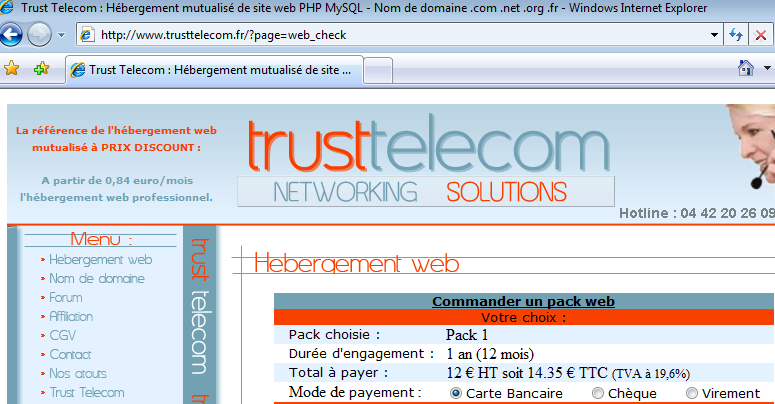 Trust Telecom : Hébergement mutualisé de site web PHP MySQL - Nom de domaine .com .net .org .fr - Windows Internet Explorer
http://www.trusttelecom.fr/?page=web_check
Trust Telecom : Hébergement mutualisé de site ...
La référence de l'hébergement web
mutualisé à PRIX DISCOUNT :
A partir de 0,84 euro/mois
l'hébergement web professionnel.
trusttelecom
NETWORKING SOLUTIONS
Hotline : 04 42 20 26 09
Menu :
» Hebergement web
» Nom de domaine
» Forum
» Affiliation
» CGV
» Contact
» Nos atouts
» Trust Telecom
trust telecom
Hebergement web
Commander un pack web
Votre choix :
Pack choisie : Pack 1
Durée d'engagement : 1 an (12 mois)
Total à payer : 12 € HT soit 14.35 € TTC (TVA à 19,6%)
Mode de payement : Carte Bancaire Chèque Virement